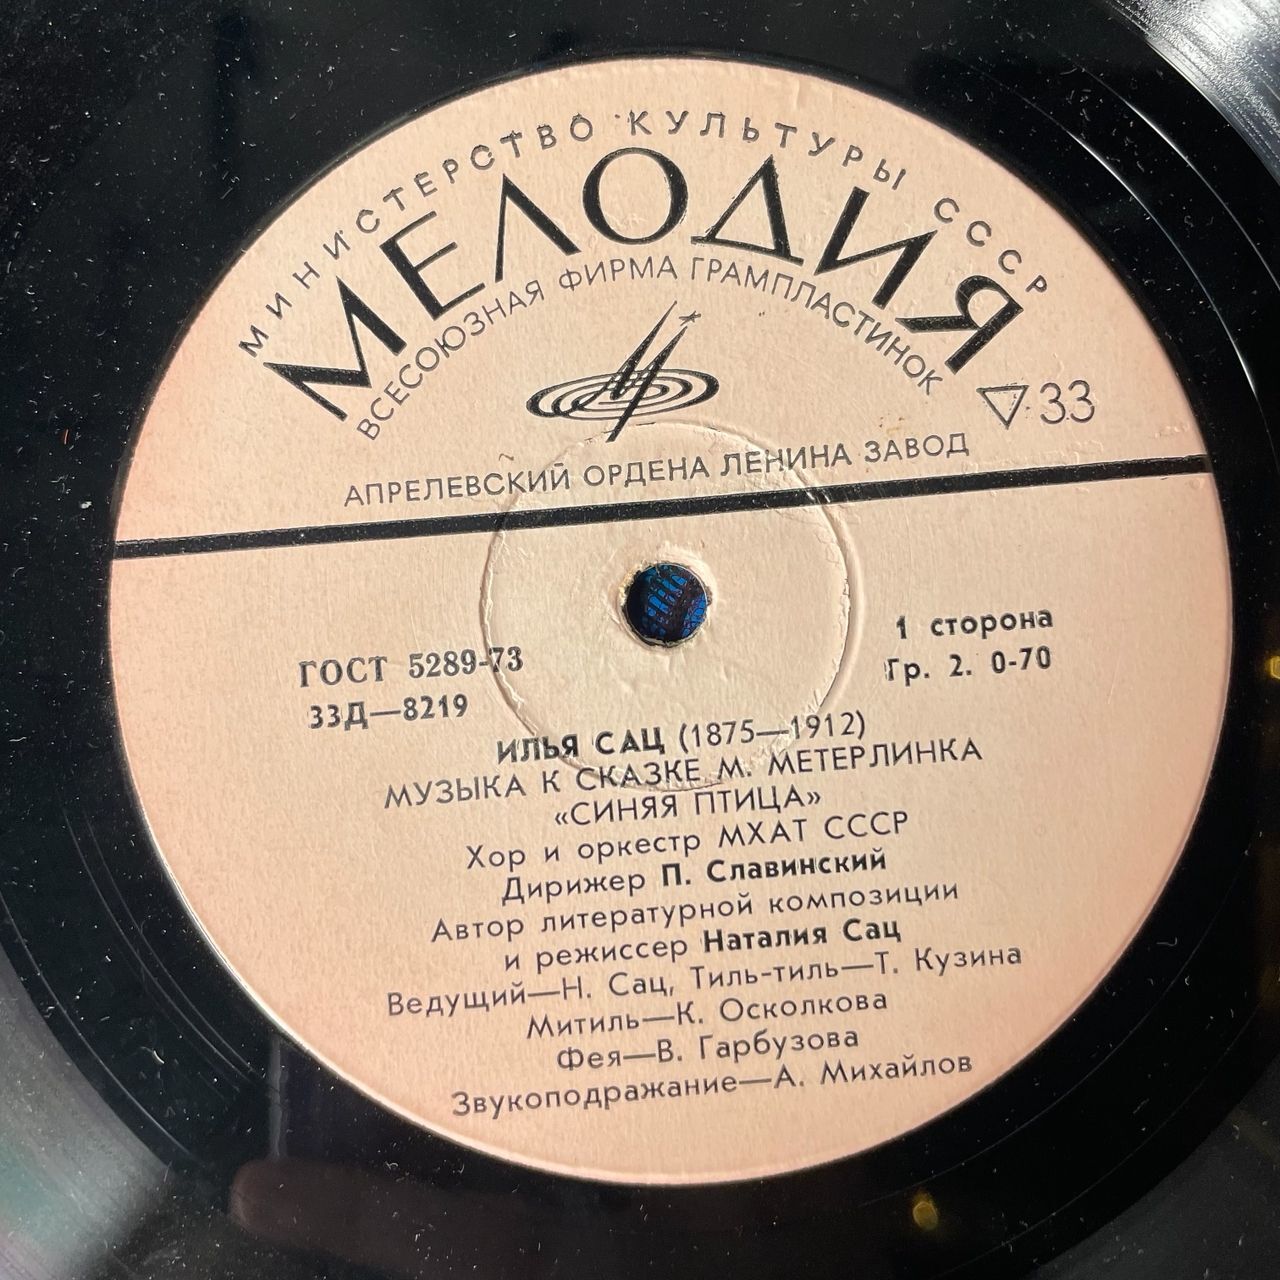 МИНИСТЕРСТВО КУЛЬТУРЫ СССР
МЕЛОДИЯ
ВСЕСОЮЗНАЯ ФИРМА ГРАМПЛАСТИНОК
33
АПРЕЛЕВСКИЙ ОРДЕНА ЛЕНИНА ЗАВОД
ГОСТ 5289-73
33Д—8219
1 сторона
Гр. 2. 0-70
ИЛЬЯ САЦ (1875—1912)
МУЗЫКА К СКАЗКЕ М. МЕТЕРЛИНКА
«СИНЯЯ ПТИЦА»
Хор и оркестр МХАТ СССР
Дирижер П. Славинский
Автор литературной композиции
и режиссер Наталия Сац
Ведущий—Н. Сац, Тиль-тиль—Т. Кузина
Митиль—К. Осколкова
Фея—В. Гарбузова
Звукоподражание—А. Михайлов